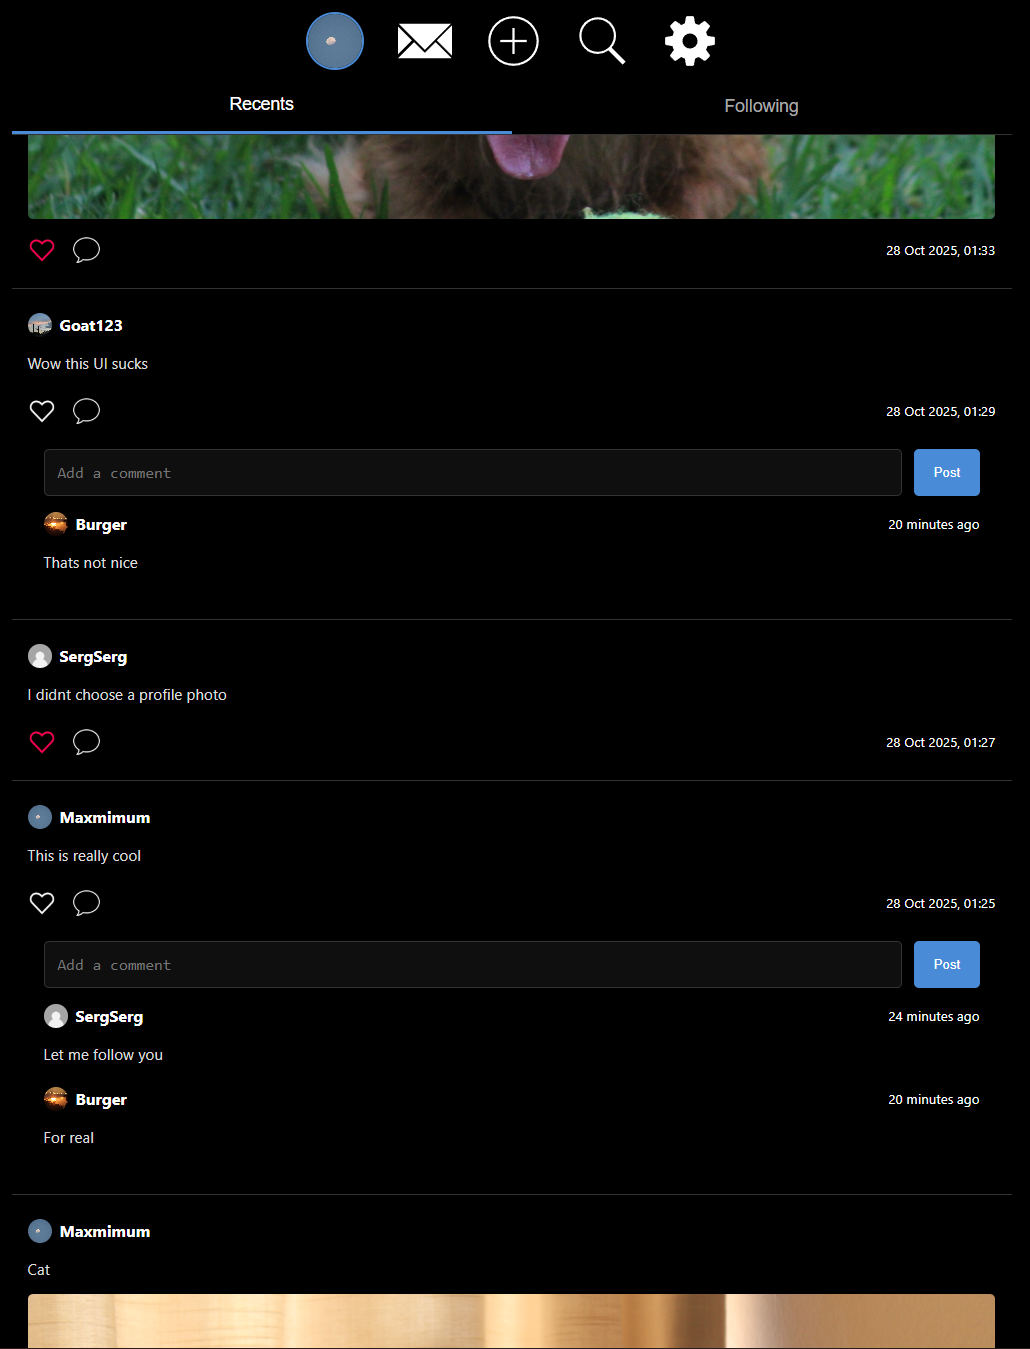 Recents
Following
28 Oct 2025, 01:33
Goat123
Wow this UI sucks
28 Oct 2025, 01:29
Add a comment
Post
Burger
20 minutes ago
Thats not nice
SergSerg
I didnt choose a profile photo
28 Oct 2025, 01:27
Maxmimum
This is really cool
28 Oct 2025, 01:25
Add a comment
Post
SergSerg
24 minutes ago
Let me follow you
Burger
20 minutes ago
For real
Maxmimum
Cat